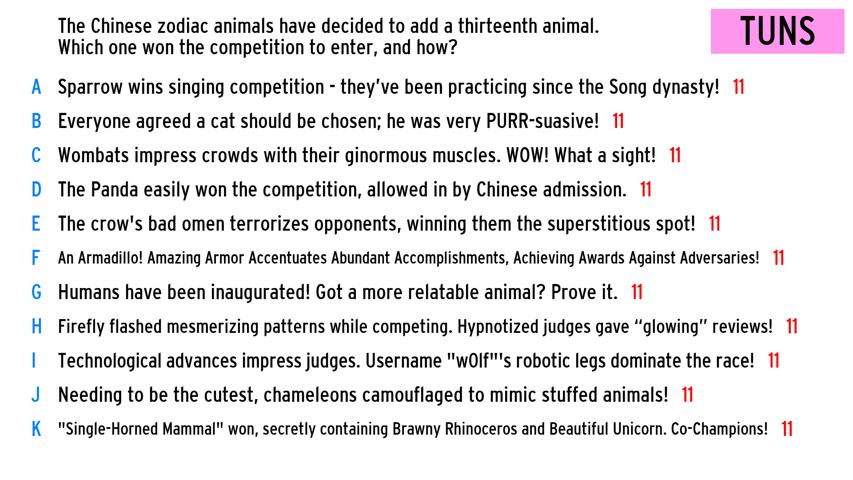 The Chinese zodiac animals have decided to add a thirteenth animal.
Which one won the competition to enter, and how?
TUNS
A Sparrow wins singing competition - they've been practicing since the Song dynasty! 11
B Everyone agreed a cat should be chosen; he was very PURR-suasive! 11
C Wombats impress crowds with their ginormous muscles. WOW! What a sight! 11
D The Panda easily won the competition, allowed in by Chinese admission. 11
E The crow's bad omen terrorizes opponents, winning them the superstitious spot! 11
F An Armadillo! Amazing Armor Accentuates Abundant Accomplishments, Achieving Awards Against Adversaries! 11
G Humans have been inaugurated! Got a more relatable animal? Prove it. 11
H Firefly flashed mesmerizing patterns while competing. Hypnotized judges gave “glowing” reviews! 11
I Technological advances impress judges. Username "w0lf"'s robotic legs dominate the race! 11
J Needing to be the cutest, chameleons camouflaged to mimic stuffed animals! 11
K "Single-Horned Mammal" won, secretly containing Brawny Rhinoceros and Beautiful Unicorn. Co-Champions! 11